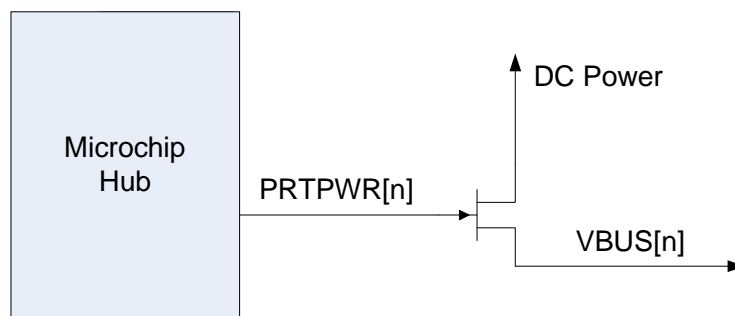 Microchip
Hub
PRTPWR[n]
DC Power
VBUS[n]